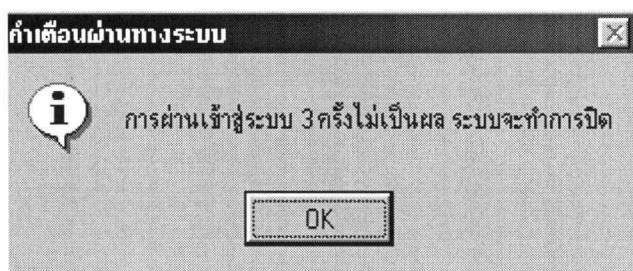 คำเตือนผ่านทางระบบ
การผ่านเข้าสู่ระบบ 3 ครั้งไม่เป็นผล ระบบจะทำการปิด
OK